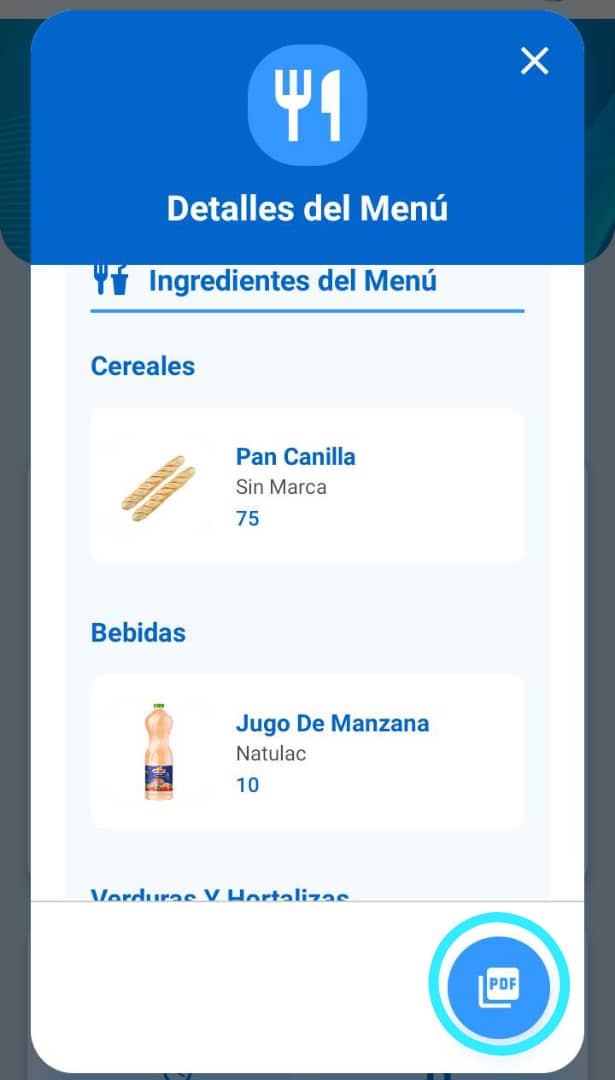 Detalles del Menú
Ingredientes del Menú
Cereales
Pan Canilla
Sin Marca
75
Bebidas
Jugo De Manzana
Natulac
10
Verduras Y Hortalizas
PDF